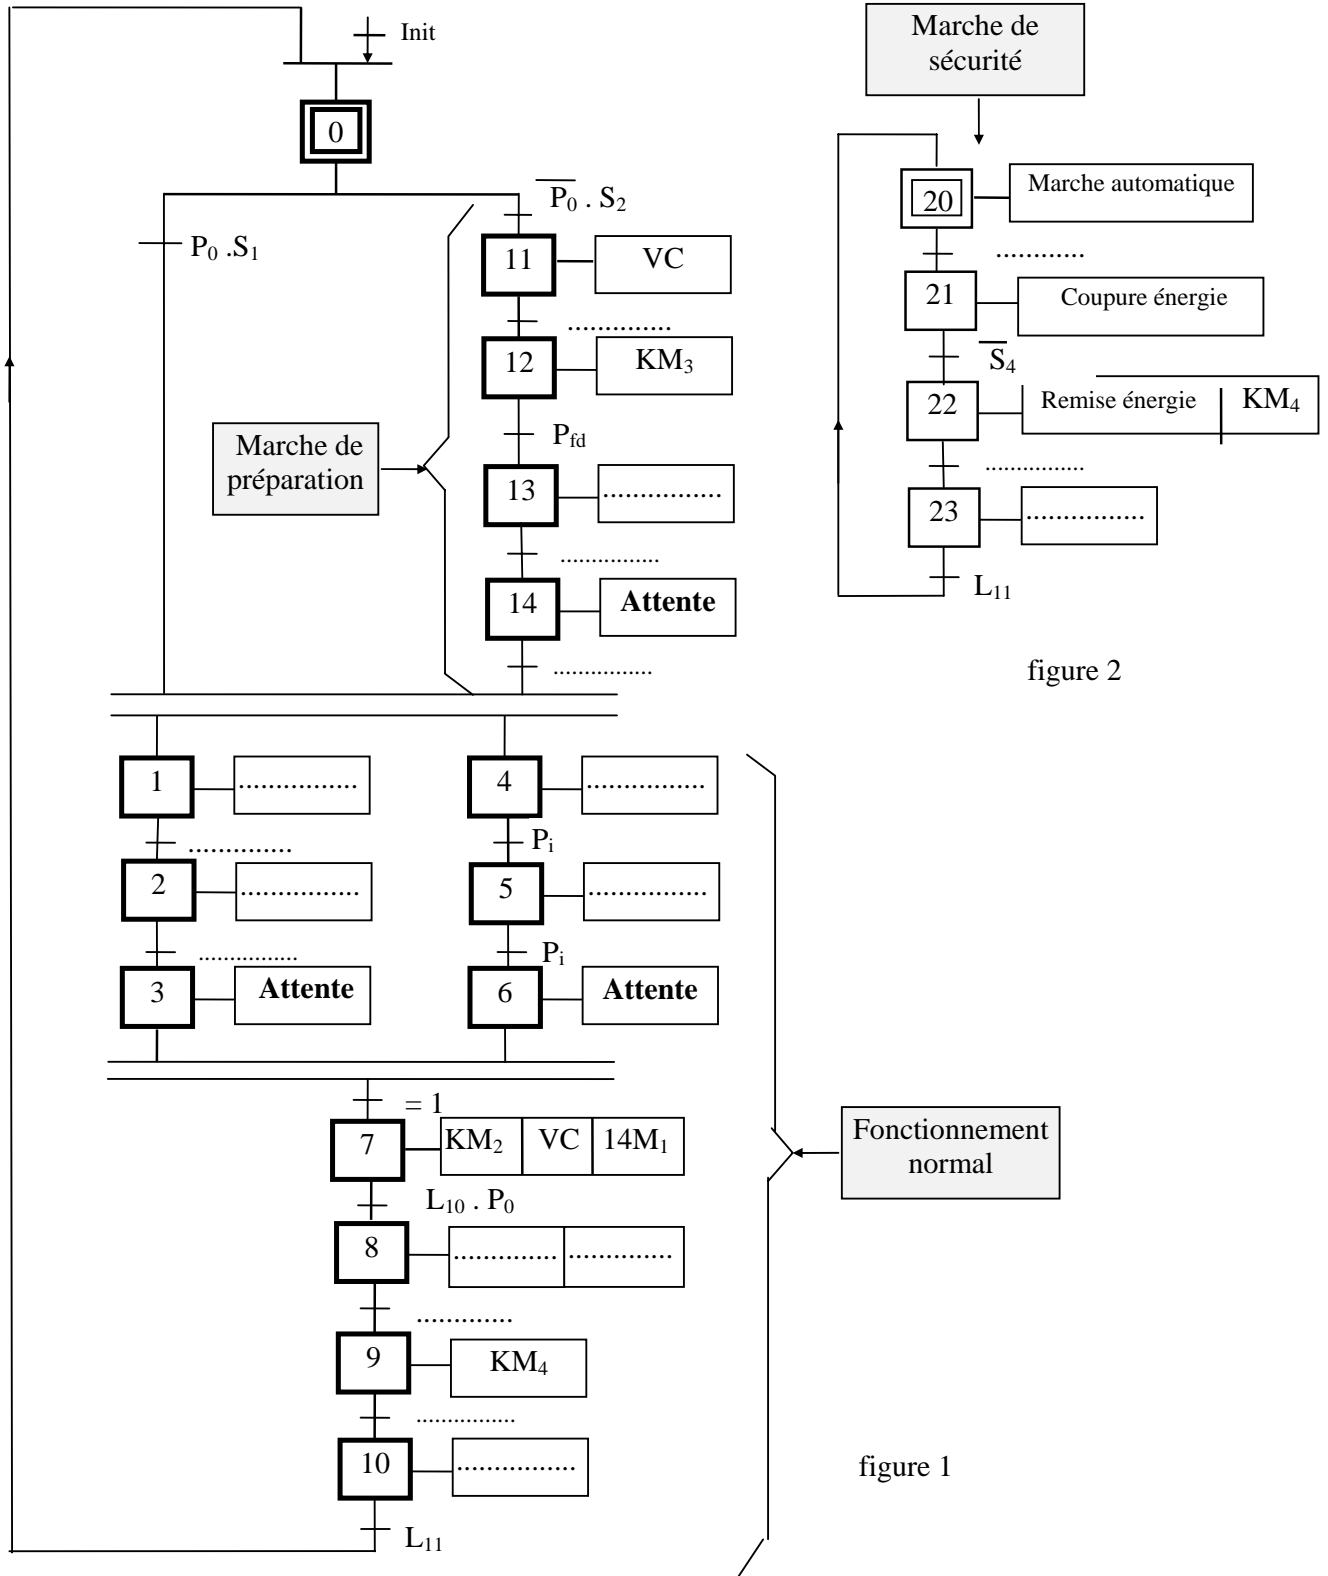 Init
0
P0 .S1
P0 . S2
11
VC
..............
12
KM3
Pfd
Marche de
préparation
13
................
................
14
Attente
................
1
................
4
................
..............
Pi
2
................
5
................
................
Pi
3
Attente
6
Attente
= 1
7
KM2
VC
14M1
L10 . P0
8
..............
..............
.............
9
KM4
................
10
................
L11
Fonctionnement
normal
figure 1
Marche de
sécurité
20
Marche automatique
............
21
Coupure énergie
S4
22
Remise énergie
KM4
................
23
................
L11
figure 2